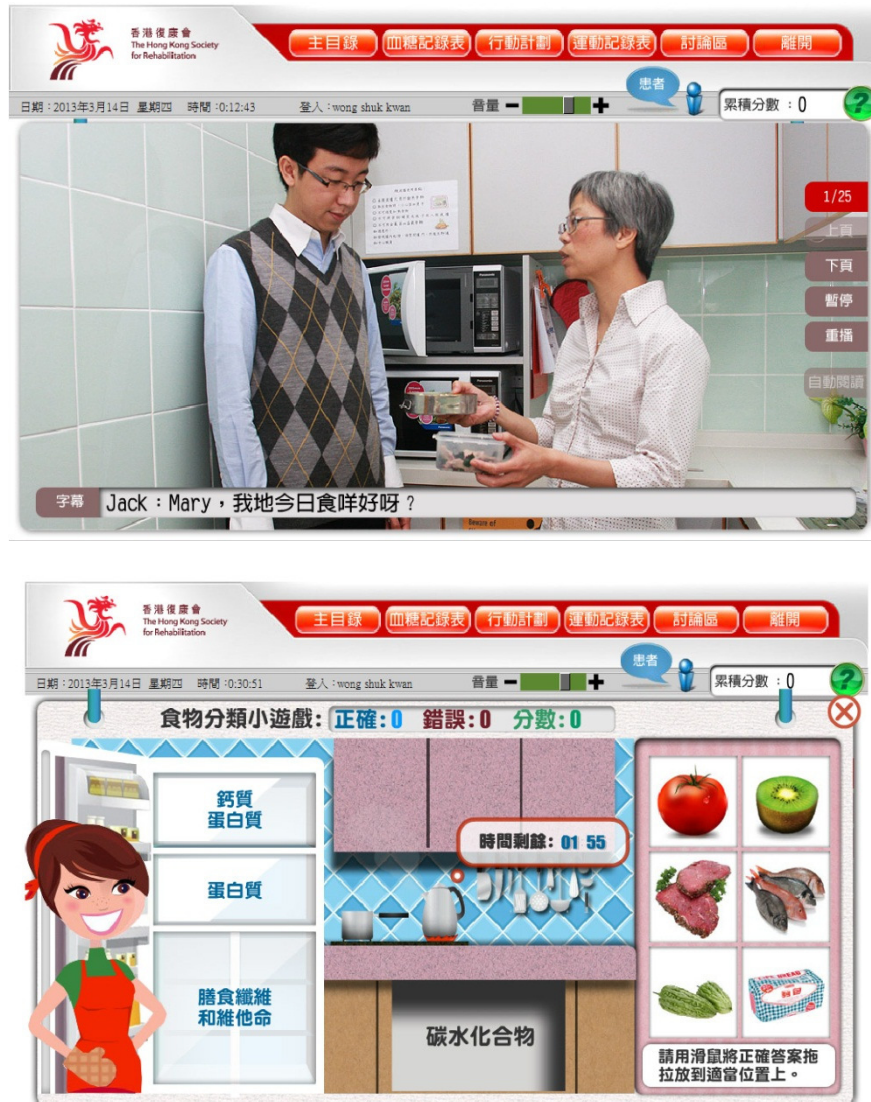 香港復康會
The Hong Kong Society
for Rehabilitation
主目錄 血糖記錄表 行動計劃 運動記錄表 討論區 離開
患者
日期：2013年3月14日 星期四 時間：0:12:43 登入：wong shuk kwan 音量 累積分數：0 ?
1/25
上頁
下頁
暫停
重播
自動閱讀
Panasonic
字幕 Jack：Mary，我地今日食咩好呀？
Beware of
香港復康會
The Hong Kong Society
for Rehabilitation
主目錄 血糖記錄表 行動計劃 運動記錄表 討論區 離開
患者
日期：2013年3月14日 星期四 時間：0:30:51 登入：wong shuk kwan 音量 累積分數：0 ?
食物分類小遊戲：正確：0 錯誤：0 分數：0
鈣質
蛋白質
時間剩餘：01 55
蛋白質
膳食纖維
和維他命
碳水化合物
BREAD
請用滑鼠將正確答案拖
拉放到適當位置上。